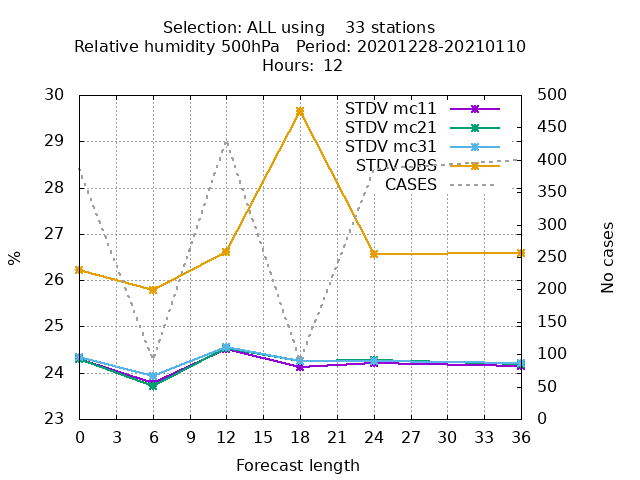 Selection: ALL using    33 stations
Relative humidity 500hPa   Period: 20201228-20210110
Hours:  12
STDV mc11
STDV mc21
STDV mc31
STDV OBS
CASES
30
29
28
27
26
25
24
23
500
450
400
350
300
250
200
150
100
50
0
%
No cases
0 3 6 9 12 15 18 21 24 27 30 33 36
Forecast length